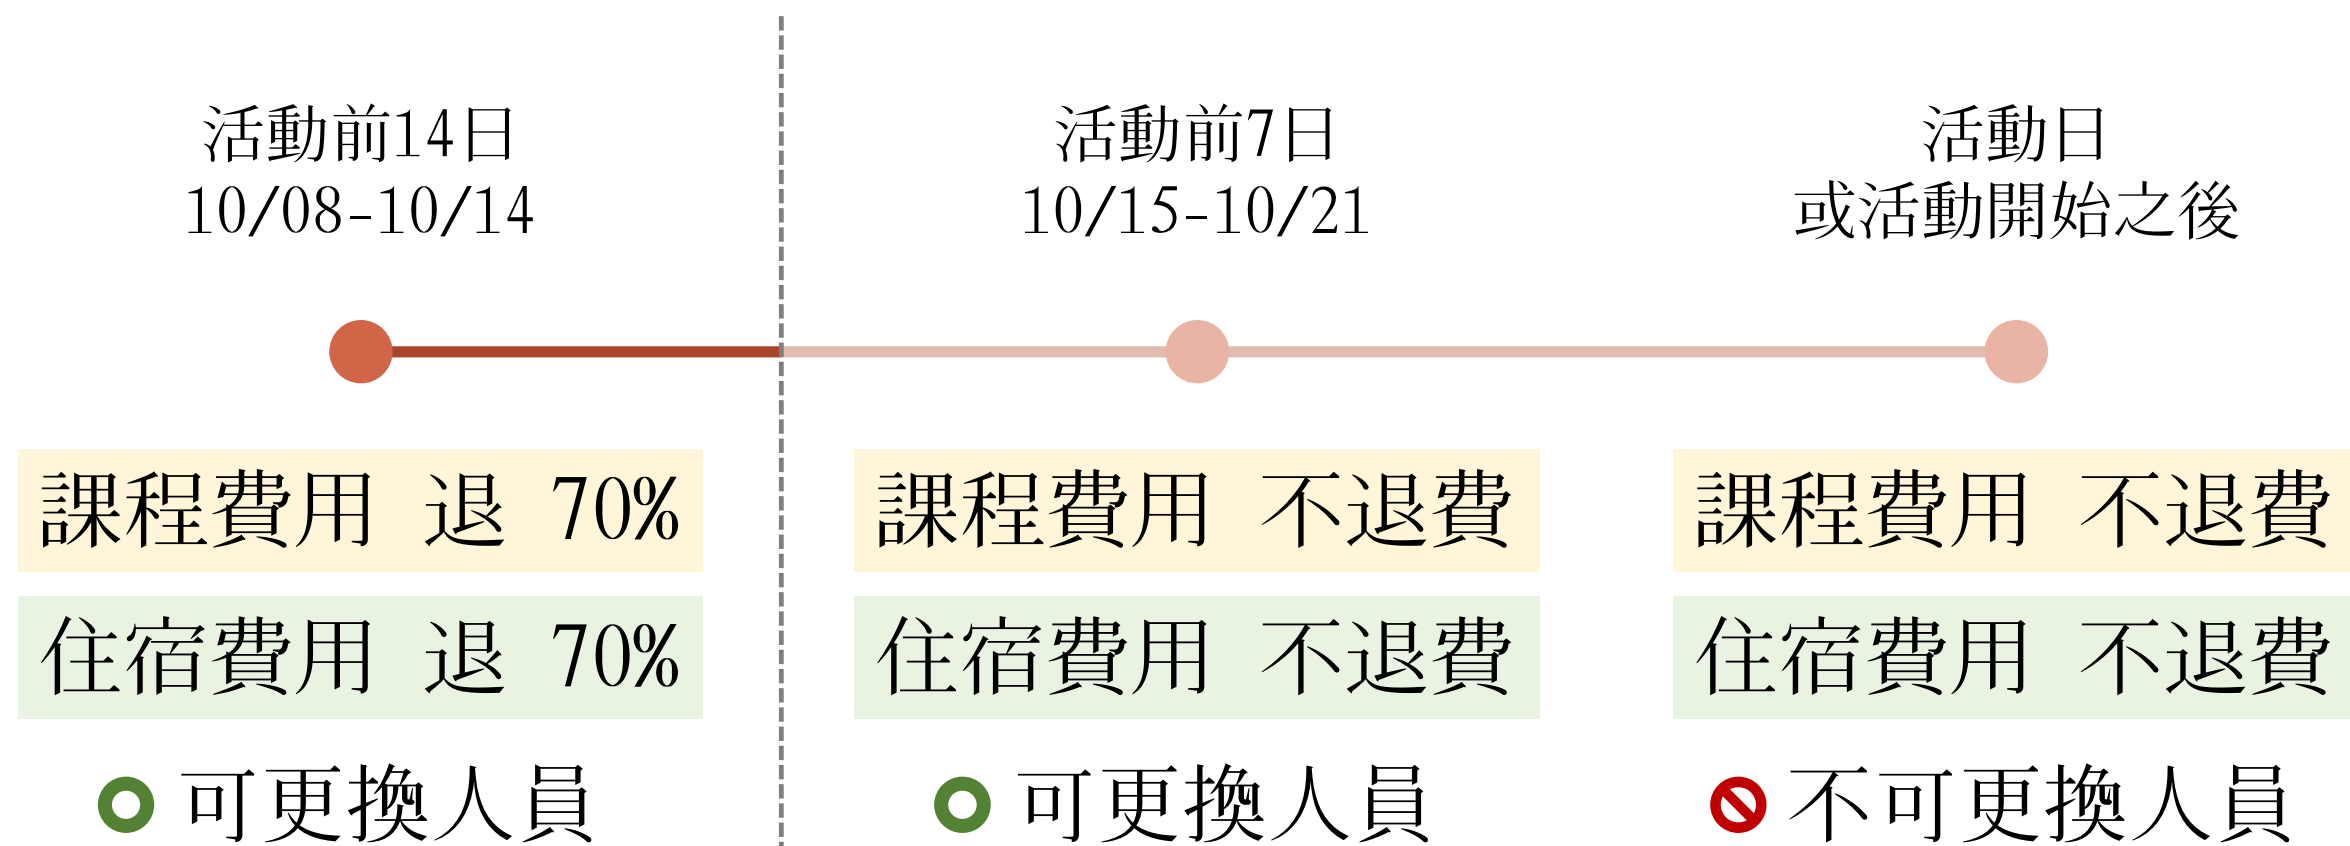 活動前14日
10/08-10/14
課程費用 退 70%
住宿費用 退 70%
可更換人員
活動前7日
10/15-10/21
課程費用 不退費
住宿費用 不退費
可更換人員
活動日
或活動開始之後
課程費用 不退費
住宿費用 不退費
不可更換人員